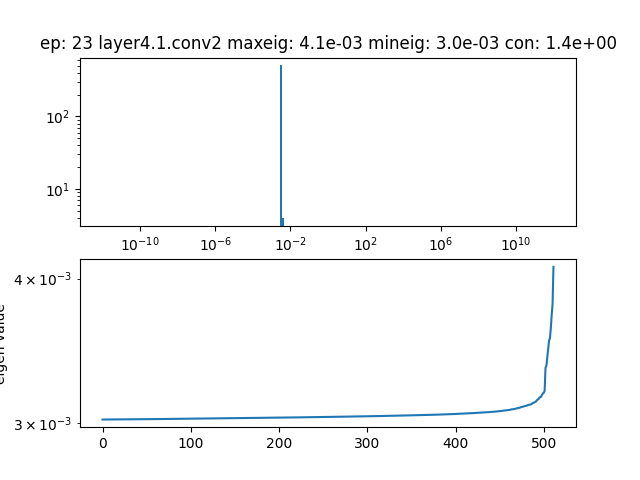 ep: 23 layer4.1.conv2 maxeig: 4.1e-03 mineig: 3.0e-03 con: 1.4e+00
10²
10¹
10⁻¹⁰ 10⁻⁶ 10⁻² 10² 10⁶ 10¹⁰
4 × 10⁻³
eigen value
3 × 10⁻³
0 100 200 300 400 500